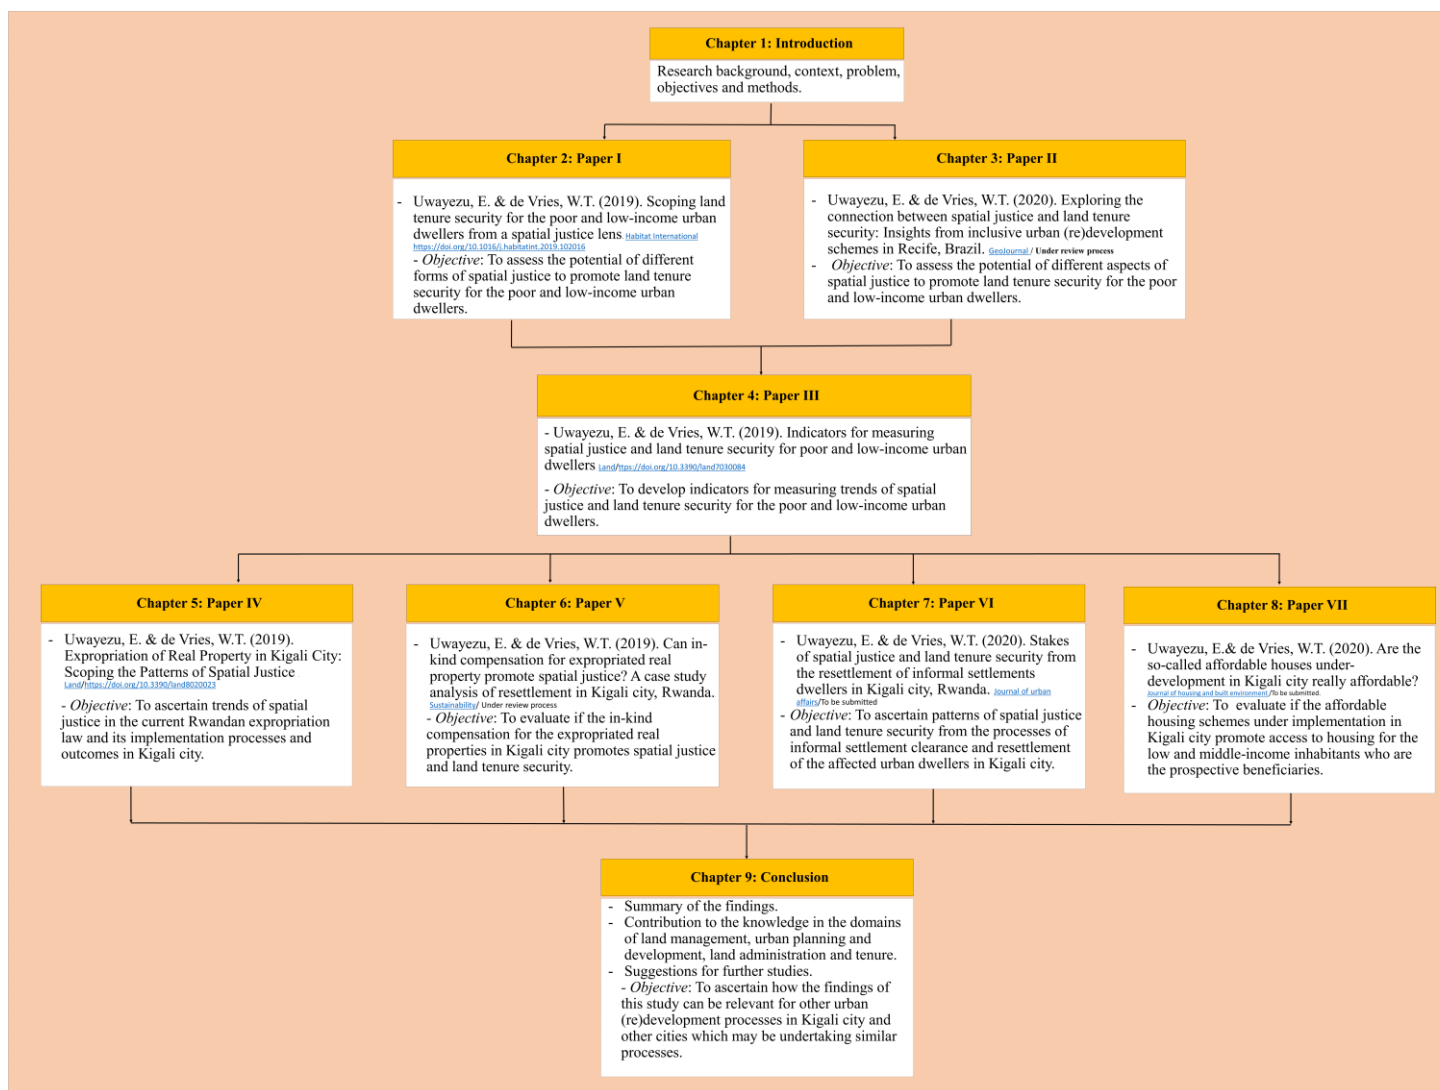 Chapter 1: Introduction
Research background, context, problem,
objectives and methods.
Chapter 2: Paper I
- Uwayezu, E. & de Vries, W.T. (2019). Scoping land
tenure security for the poor and low-income urban
dwellers from a spatial justice lens. Habitat International
https://doi.org/10.1016/j.habitatint.2019.102016
- Objective: To assess the potential of different
forms of spatial justice to promote land tenure
security for the poor and low-income urban
dwellers.
Chapter 3: Paper II
- Uwayezu, E. & de Vries, W.T. (2020). Exploring the
connection between spatial justice and land tenure
security: Insights from inclusive urban (re)development
schemes in Recife, Brazil. GeoJournal / Under review process
- Objective: To assess the potential of different aspects of
spatial justice to promote land tenure security for the poor
and low-income urban dwellers.
Chapter 4: Paper III
- Uwayezu, E. & de Vries, W.T. (2019). Indicators for measuring
spatial justice and land tenure security for poor and low-income urban
dwellers Land/ttps://doi.org/10.3390/land7030084
- Objective: To develop indicators for measuring trends of spatial
justice and land tenure security for the poor and low-income urban
dwellers.
Chapter 5: Paper IV
- Uwayezu, E. & de Vries, W.T. (2019).
Expropriation of Real Property in Kigali City:
Scoping the Patterns of Spatial Justice
Land/https://doi.org/10.3390/land8020023
- Objective: To ascertain trends of spatial
justice in the current Rwandan expropriation
law and its implementation processes and
outcomes in Kigali city.
Chapter 6: Paper V
- Uwayezu, E. & de Vries, W.T. (2019). Can in-
kind compensation for expropriated real
property promote spatial justice? A case study
analysis of resettlement in Kigali city, Rwanda.
Sustainability/ Under review process
- Objective: To evaluate if the in-kind
compensation for the expropriated real
properties in Kigali city promotes spatial justice
and land tenure security.
Chapter 7: Paper VI
- Uwayezu, E. & de Vries, W.T. (2020). Stakes
of spatial justice and land tenure security from
the resettlement of informal settlements
dwellers in Kigali city, Rwanda. Journal of urban
affairs/To be submitted
- Objective: To ascertain patterns of spatial justice
and land tenure security from the processes of
informal settlement clearance and resettlement
of the affected urban dwellers in Kigali city.
Chapter 8: Paper VII
- Uwayezu, E.& de Vries, W.T. (2020). Are the
so-called affordable houses under-
development in Kigali city really affordable?
Journal of housing and built environment /To be submitted.
- Objective: To evaluate if the affordable
housing schemes under implementation in
Kigali city promote access to housing for the
low and middle-income inhabitants who are
the prospective beneficiaries.
Chapter 9: Conclusion
- Summary of the findings.
- Contribution to the knowledge in the domains
of land management, urban planning and
development, land administration and tenure.
- Suggestions for further studies.
- Objective: To ascertain how the findings of
this study can be relevant for other urban
(re)development processes in Kigali city and
other cities which may be undertaking similar
processes.